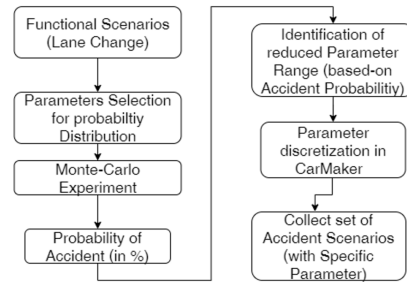 Functional Scenarios
(Lane Change)
Parameters Selection
for probabiltiy
Distribution
Monte-Carlo
Experiment
Probability of
Accident (in %)
Identification of
reduced Parameter
Range (based-on
Accident Probabilitiy)
Parameter
discretization in
CarMaker
Collect set of
Accident Scenarios
(with Specific
Parameter)